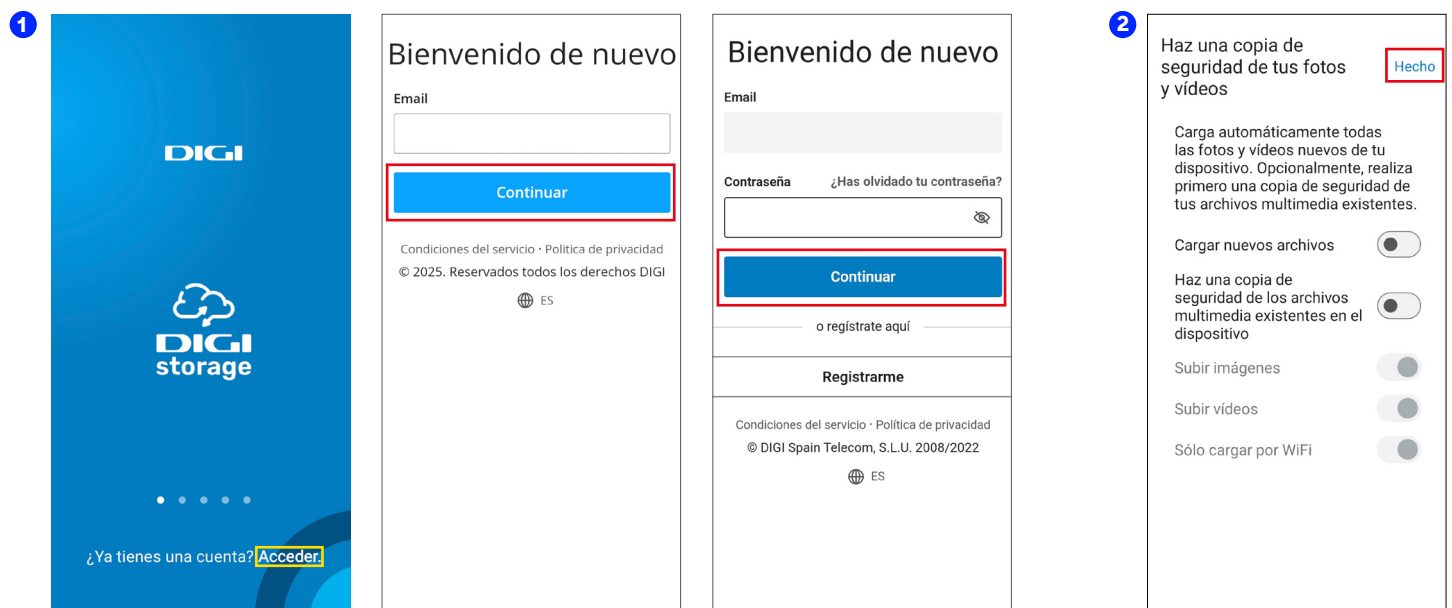 1
DIGI
DIGI
storage
¿Ya tienes una cuenta? Acceder.
Bienvenido de nuevo
Email
Continuar
Condiciones del servicio · Politica de privacidad
© 2025. Reservados todos los derechos DIGI
ES
Bienvenido de nuevo
Email
Contraseña ¿Has olvidado tu contraseña?
Continuar
o regístrate aquí
Registrarme
Condiciones del servicio · Política de privacidad
© DIGI Spain Telecom, S.L.U. 2008/2022
ES
2
Haz una copia de
seguridad de tus fotos
y vídeos
Hecho
Carga automáticamente todas
las fotos y vídeos nuevos de tu
dispositivo. Opcionalmente, realiza
primero una copia de seguridad de
tus archivos multimedia existentes.
Cargar nuevos archivos
Haz una copia de
seguridad de los archivos
multimedia existentes en el
dispositivo
Subir imágenes
Subir vídeos
Sólo cargar por WiFi